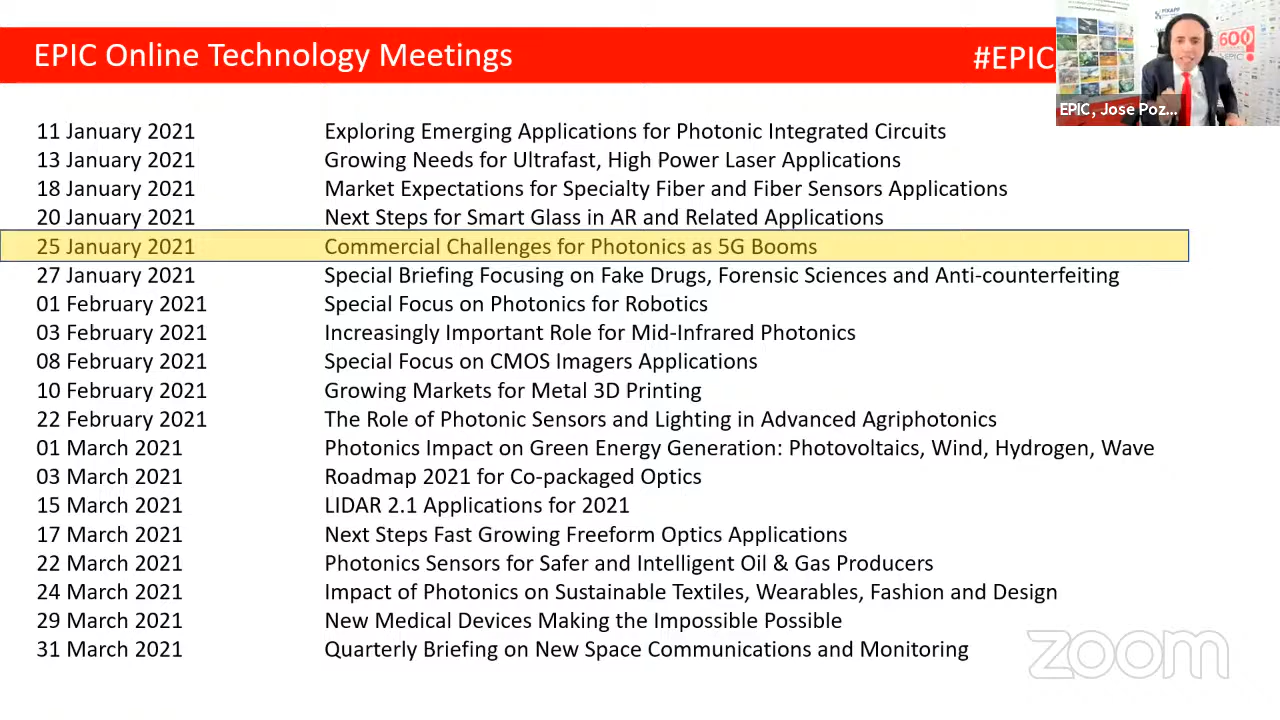 EPIC Online Technology Meetings
#EPIC
PIXAPP
600
EPIC
EPIC, Jose Poz...
11 January 2021 Exploring Emerging Applications for Photonic Integrated Circuits
13 January 2021 Growing Needs for Ultrafast, High Power Laser Applications
18 January 2021 Market Expectations for Specialty Fiber and Fiber Sensors Applications
20 January 2021 Next Steps for Smart Glass in AR and Related Applications
25 January 2021 Commercial Challenges for Photonics as 5G Booms
27 January 2021 Special Briefing Focusing on Fake Drugs, Forensic Sciences and Anti-counterfeiting
01 February 2021 Special Focus on Photonics for Robotics
03 February 2021 Increasingly Important Role for Mid-Infrared Photonics
08 February 2021 Special Focus on CMOS Imagers Applications
10 February 2021 Growing Markets for Metal 3D Printing
22 February 2021 The Role of Photonic Sensors and Lighting in Advanced Agriphotonics
01 March 2021 Photonics Impact on Green Energy Generation: Photovoltaics, Wind, Hydrogen, Wave
03 March 2021 Roadmap 2021 for Co-packaged Optics
15 March 2021 LIDAR 2.1 Applications for 2021
17 March 2021 Next Steps Fast Growing Freeform Optics Applications
22 March 2021 Photonics Sensors for Safer and Intelligent Oil & Gas Producers
24 March 2021 Impact of Photonics on Sustainable Textiles, Wearables, Fashion and Design
29 March 2021 New Medical Devices Making the Impossible Possible
31 March 2021 Quarterly Briefing on New Space Communications and Monitoring
zoom